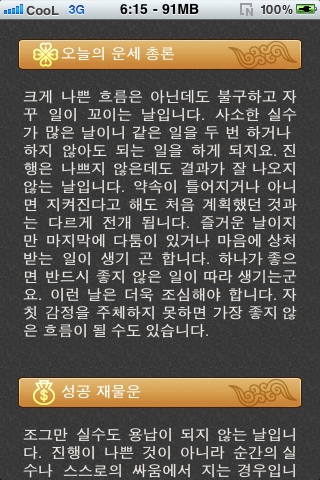 CooL 3G 6:15 - 91MB N 100%
오늘의 운세 총론
크게 나쁜 흐름은 아닌데도 불구하고 자
꾸 일이 꼬이는 날입니다. 사소한 실수
가 많은 날이니 같은 일을 두 번 하거나
하지 않아도 되는 일을 하게 되지요. 진
행은 나쁘지 않은데도 결과가 잘 나오지
않는 날입니다. 약속이 틀어지거나 아니
면 지켜진다고 해도 처음 계획했던 것과
는 다르게 전개 됩니다. 즐거운 날이지
만 마지막에 다툼이 있거나 마음에 상처
받는 일이 생기 곤 합니다. 하나가 좋으
면 반드시 좋지 않은 일이 따라 생기는군
요. 이런 날은 더욱 조심해야 합니다. 자
칫 감정을 주체하지 못하면 가장 좋지 않
은 흐름이 될 수도 있습니다.
성공 재물운
조그만 실수도 용납이 되지 않는 날입니
다. 진행이 나쁜 것이 아니라 순간의 실
수나 스스로의 싸움에서 지는 경우입니